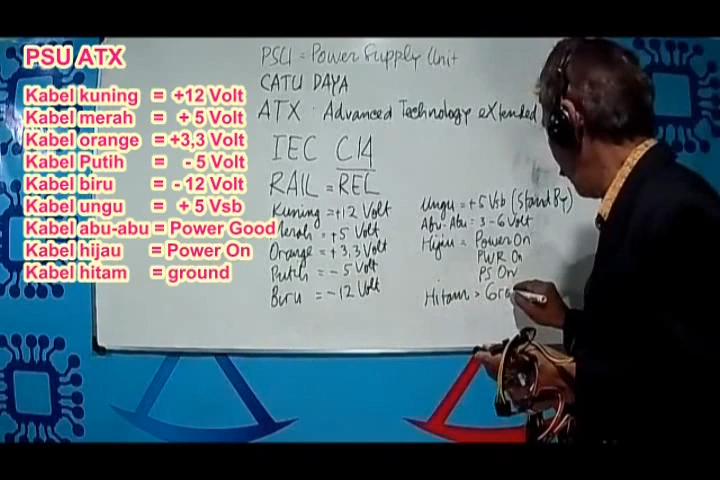 PSU ATX
Kabel kuning = +12 Volt
Kabel merah = + 5 Volt
Kabel orange = +3,3 Volt
Kabel Putih = - 5 Volt
Kabel biru = - 12 Volt
Kabel ungu = + 5 Vsb
Kabel abu-abu = Power Good
Kabel hijau = Power On
Kabel hitam = ground
PSU = Power Supply Unit
CATU DAYA
ATX : Advanced Technology eXtended
IEC C14
RAIL = REL
Kuning = +12 Volt
Merah = +5 Volt
Orange = +3,3 Volt
Putih = -5 Volt
Biru = -12 Volt
Ungu = +5 Vsb (Stand By)
Abu-Abu = 3-6 Volt
Hijau = Power On
PWR On
PS On
Hitam = Gro